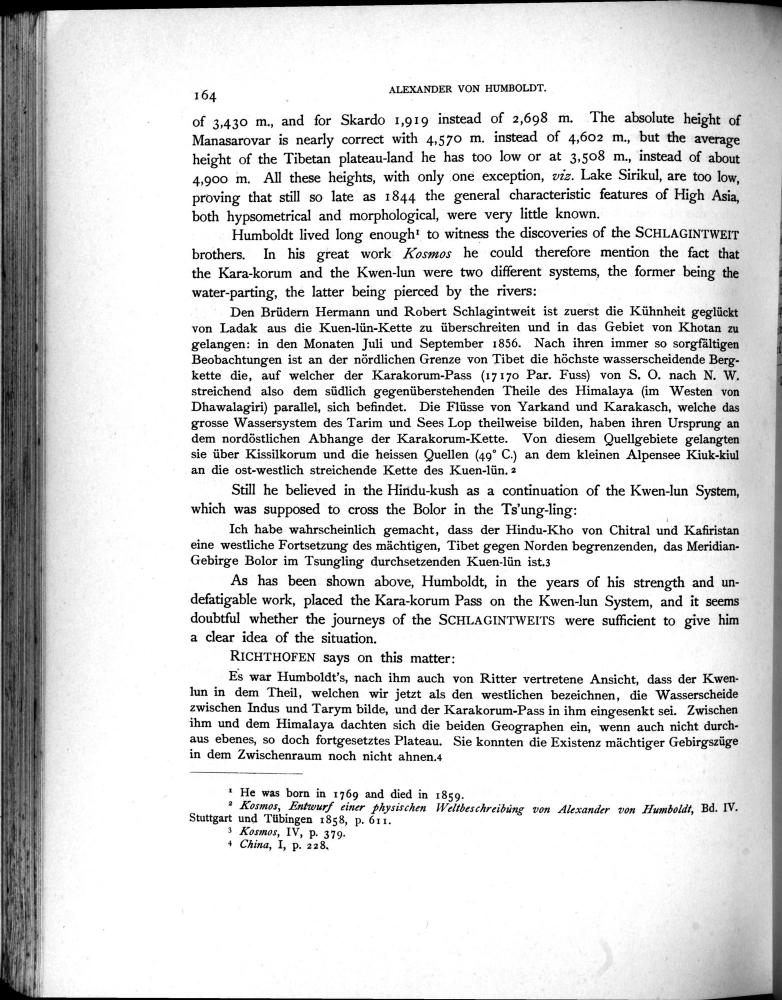 164
ALEXANDER VON HUMBOLDT.
of 3,430 m., and for Skardo 1,919 instead of 2,698 m. The absolute height of
Manasarovar is nearly correct with 4,570 m. instead of 4,602 m., but the average
height of the Tibetan plateau-land he has too low or at 3,508 m., instead of about
4,900 m. All these heights, with only one exception, viz. Lake Sirikul, are too low,
proving that still so late as 1844 the general characteristic features of High Asia,
both hypsometrical and morphological, were very little known.
Humboldt lived long enough¹ to witness the discoveries of the SCHLAGINTWEIT
brothers. In his great work Kosmos he could therefore mention the fact that
the Kara-korum and the Kwen-lun were two different systems, the former being the
water-parting, the latter being pierced by the rivers:
Den Brüdern Hermann und Robert Schlagintweit ist zuerst die Kühnheit geglückt
von Ladak aus die Kuen-lün-Kette zu überschreiten und in das Gebiet von Khotan zu
gelangen: in den Monaten Juli und September 1856. Nach ihren immer so sorgfältigen
Beobachtungen ist an der nördlichen Grenze von Tibet die höchste wasserscheidende Berg-
kette die, auf welcher der Karakorum-Pass (17170 Par. Fuss) von S. O. nach N. W.
streichend also dem südlich gegenüberstehenden Theile des Himalaya (im Westen von
Dhawalagiri) parallel, sich befindet. Die Flüsse von Yarkand und Karakasch, welche das
grosse Wassersystem des Tarim und Sees Lop theilweise bilden, haben ihren Ursprung an
dem nordöstlichen Abhange der Karakorum-Kette. Von diesem Quellgebiete gelangten
sie über Kissilkorum und die heissen Quellen (49° C.) an dem kleinen Alpensee Kiuk-kiul
an die ost-westlich streichende Kette des Kuen-lün.²
Still he believed in the Hindu-kush as a continuation of the Kwen-lun System,
which was supposed to cross the Bolor in the Ts'ung-ling:
Ich habe wahrscheinlich gemacht, dass der Hindu-Kho von Chitral und Kafiristan
eine westliche Fortsetzung des mächtigen, Tibet gegen Norden begrenzenden, das Meridian-
Gebirge Bolor im Tsungling durchsetzenden Kuen-lün ist.³
As has been shown above, Humboldt, in the years of his strength and un-
defatigable work, placed the Kara-korum Pass on the Kwen-lun System, and it seems
doubtful whether the journeys of the SCHLAGINTWEITS were sufficient to give him
a clear idea of the situation.
RICHTHOFEN says on this matter:
Es war Humboldt's, nach ihm auch von Ritter vertretene Ansicht, dass der Kwen-
lun in dem Theil, welchen wir jetzt als den westlichen bezeichnen, die Wasserscheide
zwischen Indus und Tarym bilde, und der Karakorum-Pass in ihm eingesenkt sei. Zwischen
ihm und dem Himalaya dachten sich die beiden Geographen ein, wenn auch nicht durch-
aus ebenes, so doch fortgesetztes Plateau. Sie konnten die Existenz mächtiger Gebirgszüge
in dem Zwischenraum noch nicht ahnen.⁴
¹ He was born in 1769 and died in 1859.
² Kosmos, Entwurf einer physischen Weltbeschreibung von Alexander von Humboldt, Bd. IV.
Stuttgart und Tübingen 1858, p. 611.
³ Kosmos, IV, p. 379.
⁴ China, I, p. 228.